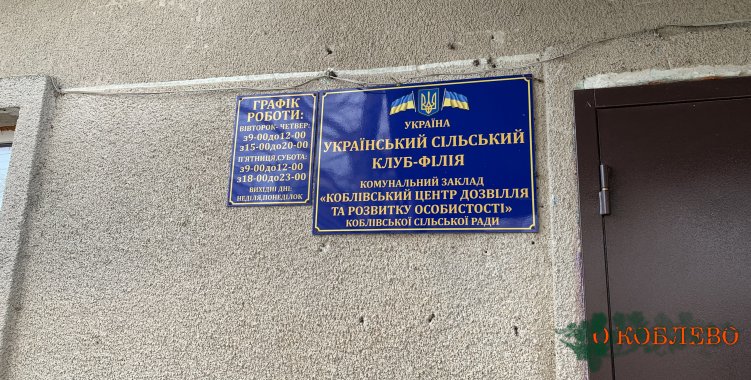 ГРАФІК
РОБОТИ:
ВІВТОРОК- ЧЕТВЕР:
з9-00до12-00
з15-00до20-00
П'ЯТНИЦЯ,СУБОТА:
з9-00до12-00
з18-00до23-00
ВИХІДНІ ДНІ:
НЕДІЛЯ,ПОНЕДІЛОК
УКРАЇНА
УКРАЇНСЬКИЙ СІЛЬСЬКИЙ
КЛУБ-ФІЛІЯ
КОМУНАЛЬНИЙ ЗАКЛАД
«КОБЛІВСЬКИЙ ЦЕНТР ДОЗВІЛЛЯ
ТА РОЗВИТКУ ОСОБИСТОСТІ»
КОБЛІВСЬКОЇ СІЛЬСЬКОЇ РАДИ
О КОБЛЕВО